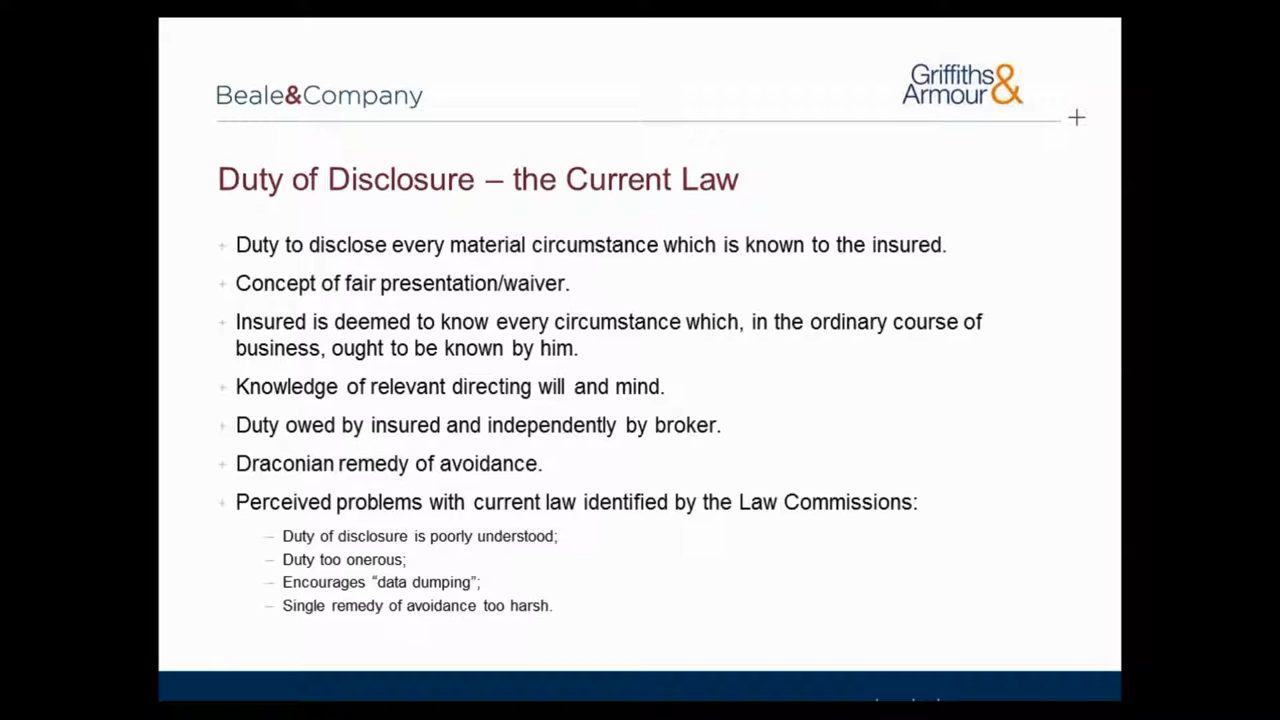 Beale&Company
Griffiths&
Armour
Duty of Disclosure – the Current Law
Duty to disclose every material circumstance which is known to the insured.
Concept of fair presentation/waiver.
Insured is deemed to know every circumstance which, in the ordinary course of
business, ought to be known by him.
Knowledge of relevant directing will and mind.
Duty owed by insured and independently by broker.
Draconian remedy of avoidance.
Perceived problems with current law identified by the Law Commissions:
– Duty of disclosure is poorly understood;
– Duty too onerous;
– Encourages “data dumping”;
– Single remedy of avoidance too harsh.